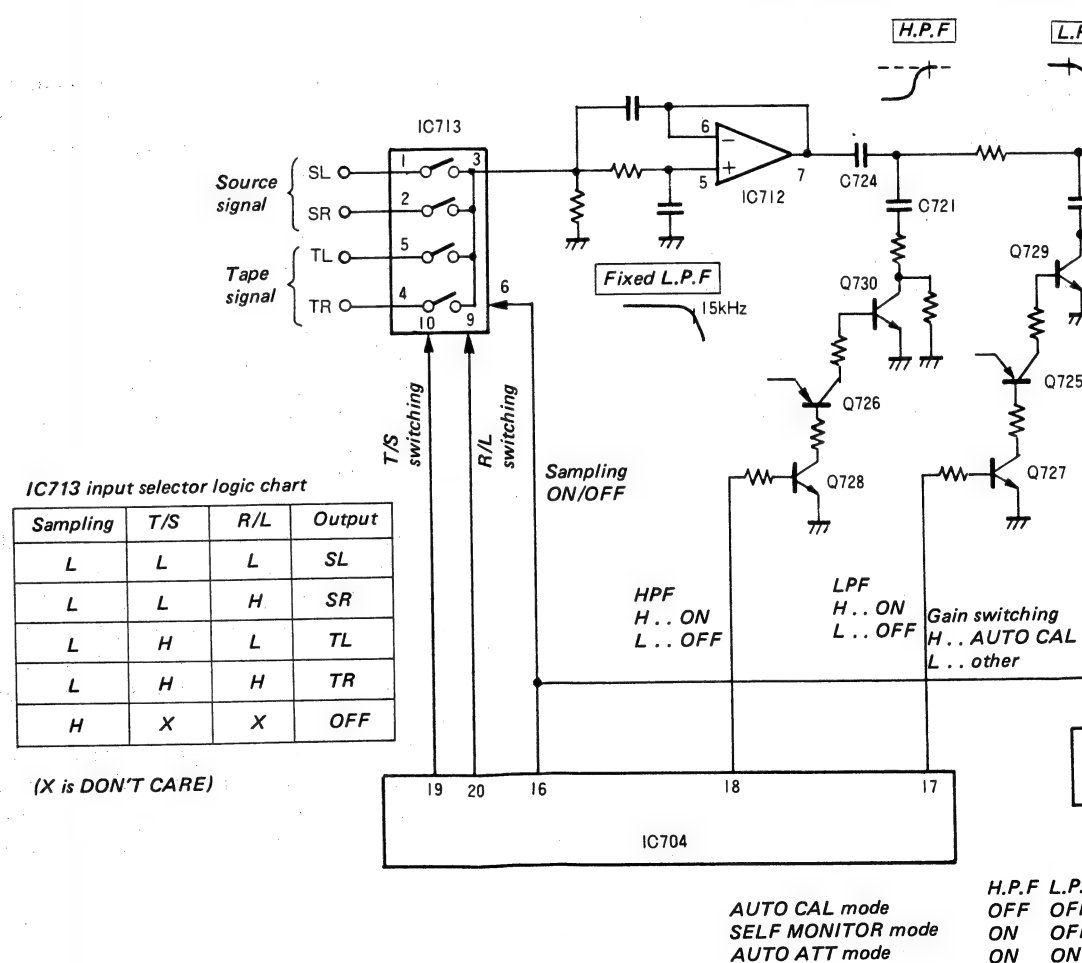 H.P.F
L.
IC713
Source
signal
SL
SR
Tape
signal
TL
TR
1
2
5
4
3
10
9
6
6
5
7
−
+
IC712
C724
C721
Fixed L.P.F
15kHz
Q730
Q729
Q726
Q725
Q728
Q727
T/S
switching
R/L
switching
Sampling
ON/OFF
IC713 input selector logic chart
Sampling T/S R/L Output
L L L SL
L L H SR
L H L TL
L H H TR
H X X OFF
(X is DON'T CARE)
HPF
H . . ON
L . . OFF
LPF
H . . ON
L . . OFF
Gain switching
H . . AUTO CAL
L . . other
19 20 16 18 17
IC704
H.P.F L.P.
AUTO CAL mode OFF OF
SELF MONITOR mode ON OF
AUTO ATT mode ON ON